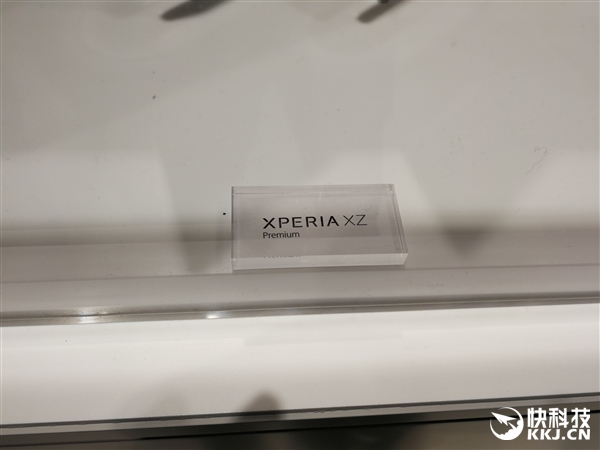 XPERIA XZ
Premium
快科技
KKJ.CN